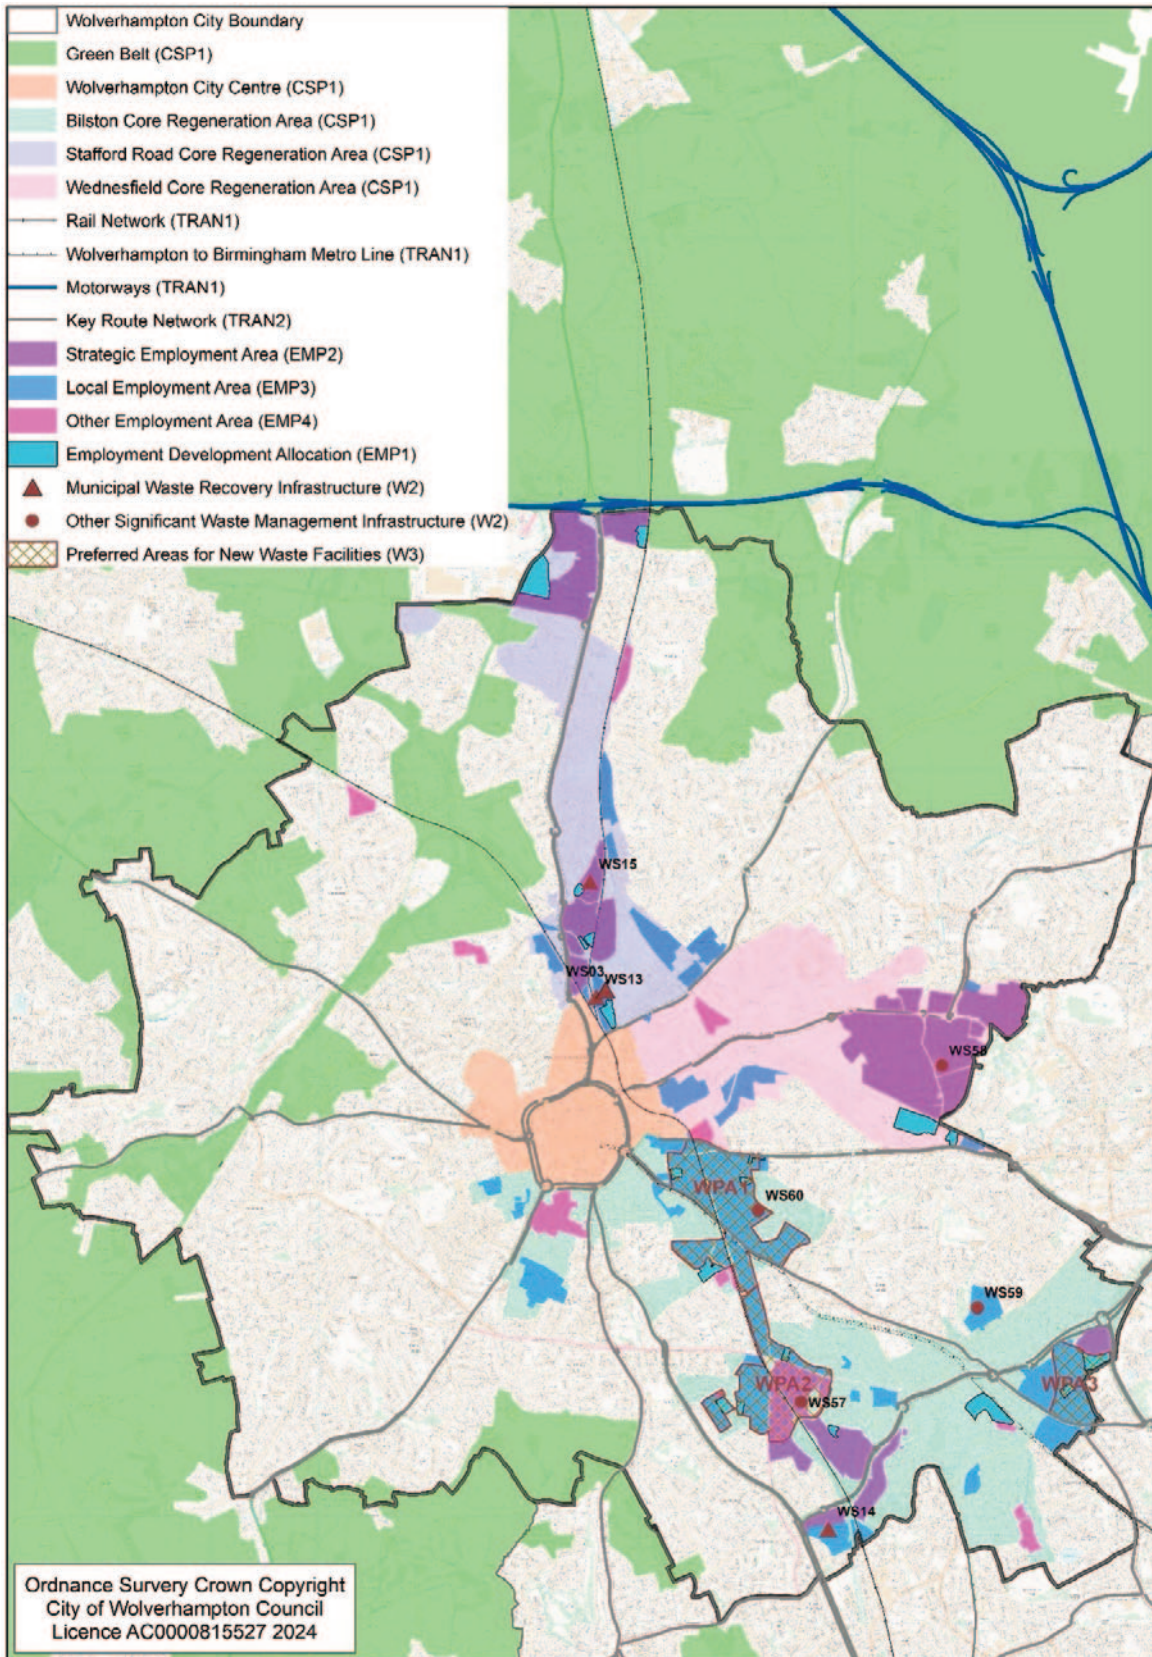 Wolverhampton City Boundary
Green Belt (CSP1)
Wolverhampton City Centre (CSP1)
Bilston Core Regeneration Area (CSP1)
Stafford Road Core Regeneration Area (CSP1)
Wednesfield Core Regeneration Area (CSP1)
Rail Network (TRAN1)
Wolverhampton to Birmingham Metro Line (TRAN1)
Motorways (TRAN1)
Key Route Network (TRAN2)
Strategic Employment Area (EMP2)
Local Employment Area (EMP3)
Other Employment Area (EMP4)
Employment Development Allocation (EMP1)
Municipal Waste Recovery Infrastructure (W2)
Other Significant Waste Management Infrastructure (W2)
Preferred Areas for New Waste Facilities (W3)
WS15
WS03
WS13
WS58
WPA1
WS60
WS59
WPA2
WPA3
WS57
WS14
Ordnance Survery Crown Copyright
City of Wolverhampton Council
Licence AC0000815527 2024